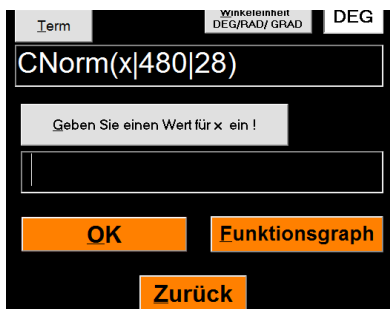 Term
Winkeleinheit
DEG/RAD/ GRAD
DEG
CNorm(x|480|28)
Geben Sie einen Wert für x ein !
OK
Funktionsgraph
Zurück